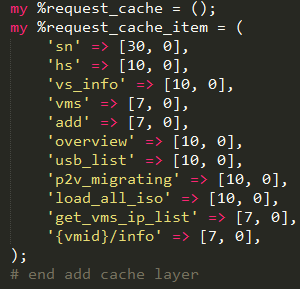 my %request_cache = ();
my %request_cache_item = (
    'sn' => [30, 0],
    'hs' => [10, 0],
    'vs_info' => [10, 0],
    'vms' => [7, 0],
    'add' => [7, 0],
    'overview' => [10, 0],
    'usb_list' => [10, 0],
    'p2v_migrating' => [10, 0],
    'load_all_iso' => [10, 0],
    'get_vms_ip_list' => [7, 0],
    '{vmid}/info' => [7, 0],
);
# end add cache layer